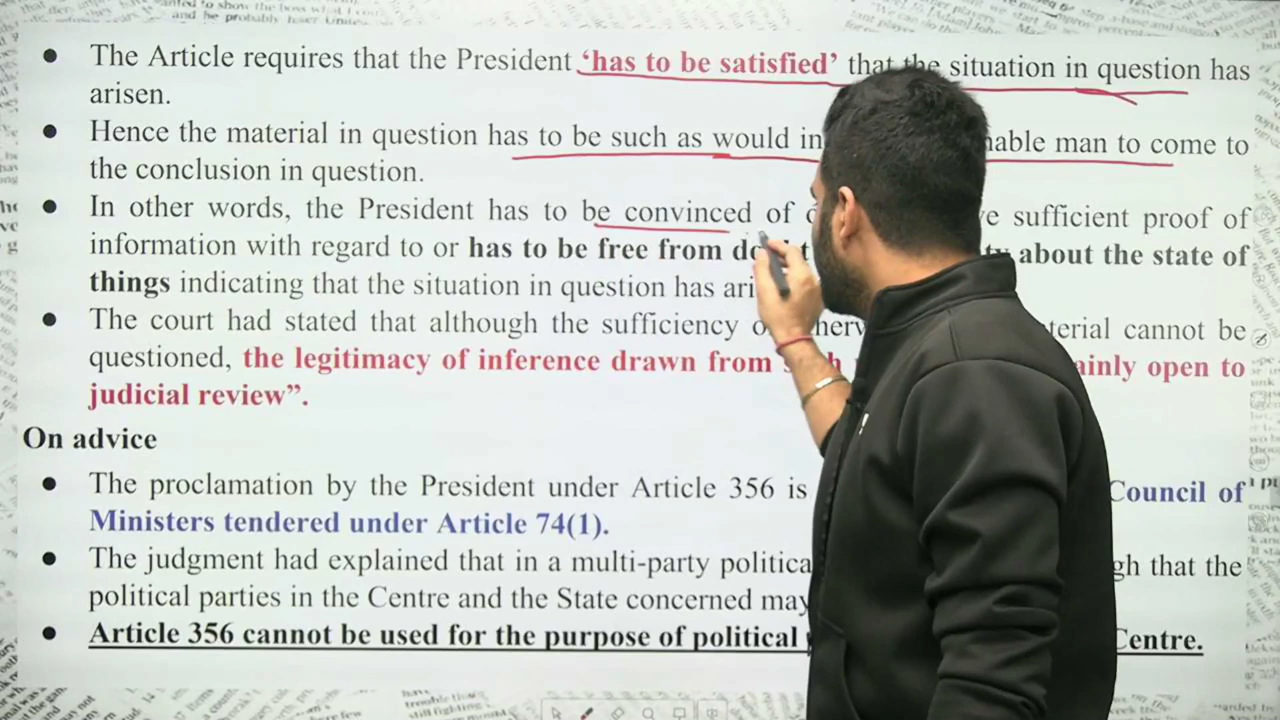 The Article requires that the President ‘has to be satisfied’ that the situation in question has
arisen.
Hence the material in question has to be such as would in nable man to come to
the conclusion in question.
In other words, the President has to be convinced of sufficient proof of
information with regard to or has to be free from about the state of
things indicating that the situation in question has ari
The court had stated that although the sufficiency cannot be
questioned, the legitimacy of inference drawn from open to
judicial review”.
On advice
The proclamation by the President under Article 356 is Council of
Ministers tendered under Article 74(1).
The judgment had explained that in a multi-party politica that the
political parties in the Centre and the State concerned may
Article 356 cannot be used for the purpose of political Centre.